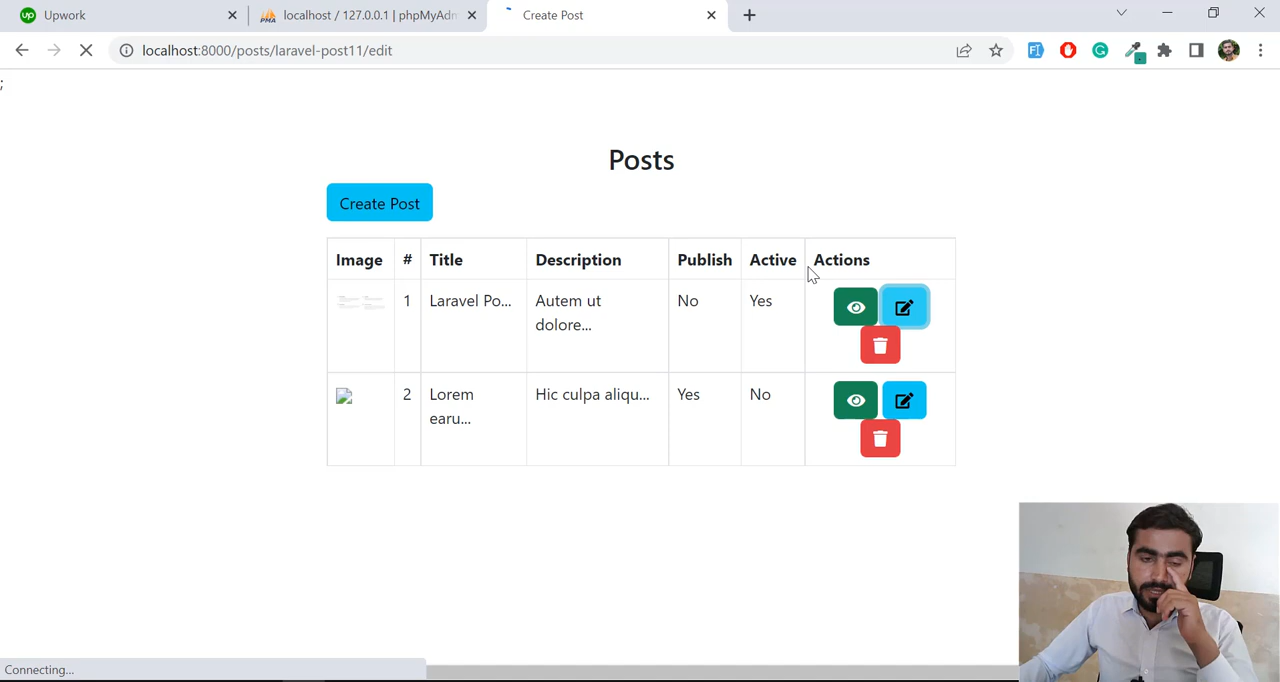 Upwork
localhost / 127.0.0.1 | phpMyAdm
Create Post
localhost:8000/posts/laravel-post11/edit
;
Posts
Create Post
Image # Title Description Publish Active Actions
1 Laravel Po... Autem ut No Yes
dolore...
2 Lorem Hic culpa aliqu... Yes No
earu...
Connecting...